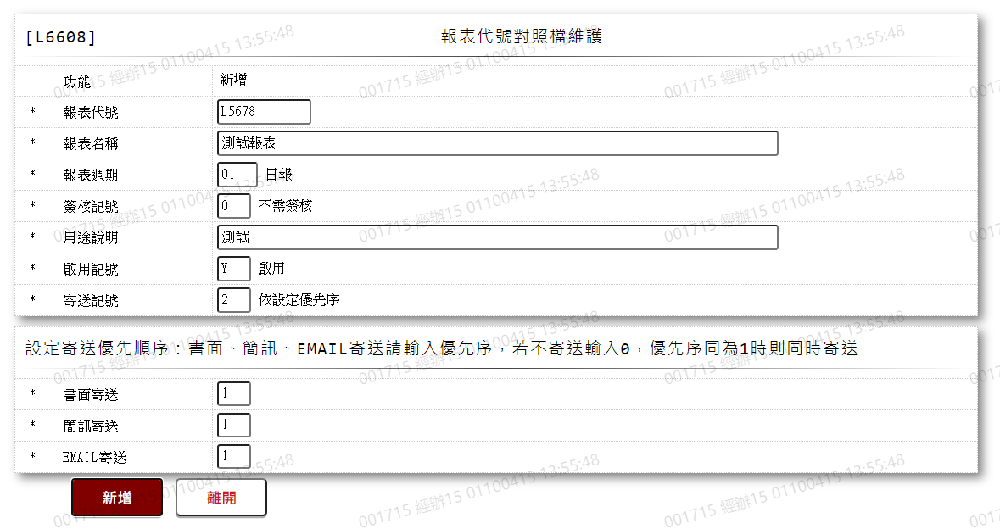 [L6608] 報表代號對照檔維護
功能 新增
* 報表代號 L5678
* 報表名稱 測試報表
* 報表週期 01 日報
* 簽核記號 0 不需簽核
* 用途說明 測試
* 啟用記號 Y 啟用
* 寄送記號 2 依設定優先序
設定寄送優先順序：書面、簡訊、EMAIL寄送請輸入優先序，若不寄送輸入0，優先序同為1時則同時寄送
* 書面寄送 1
* 簡訊寄送 1
* EMAIL寄送 1
新增 離開
001715 經辦15 01100415 13:55:48